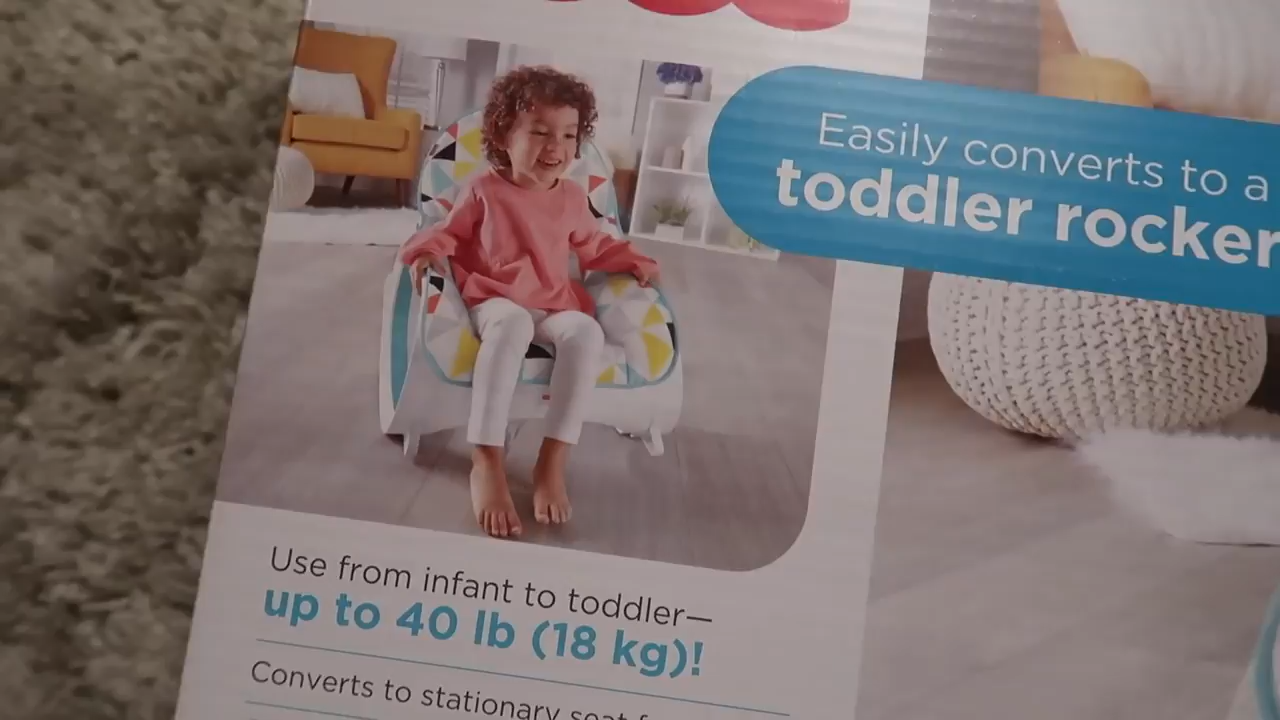 Easily converts to a
toddler rocker
Use from infant to toddler—
up to 40 lb (18 kg)!
Converts to stationary seat